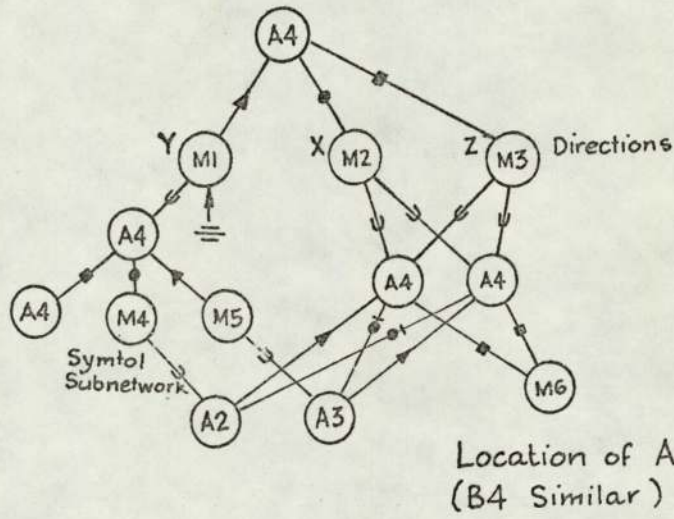 A4
Y M1 X M2 Z M3 Directions
A4
A4 A4 A4
M4 M5
Symtol
Subnetwork
M6
A2 A3
Location of A
(B4 Similar)